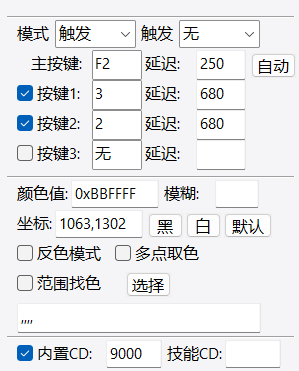 模式 触发 触发 无
主按键: F2 延迟: 250 自动
按键1: 3 延迟: 680
按键2: 2 延迟: 680
按键3: 无 延迟:
颜色值: 0xBBFFFF 模糊:
坐标: 1063,1302 黑 白 默认
反色模式 多点取色
范围找色 选择
,,,,
内置CD: 9000 技能CD: